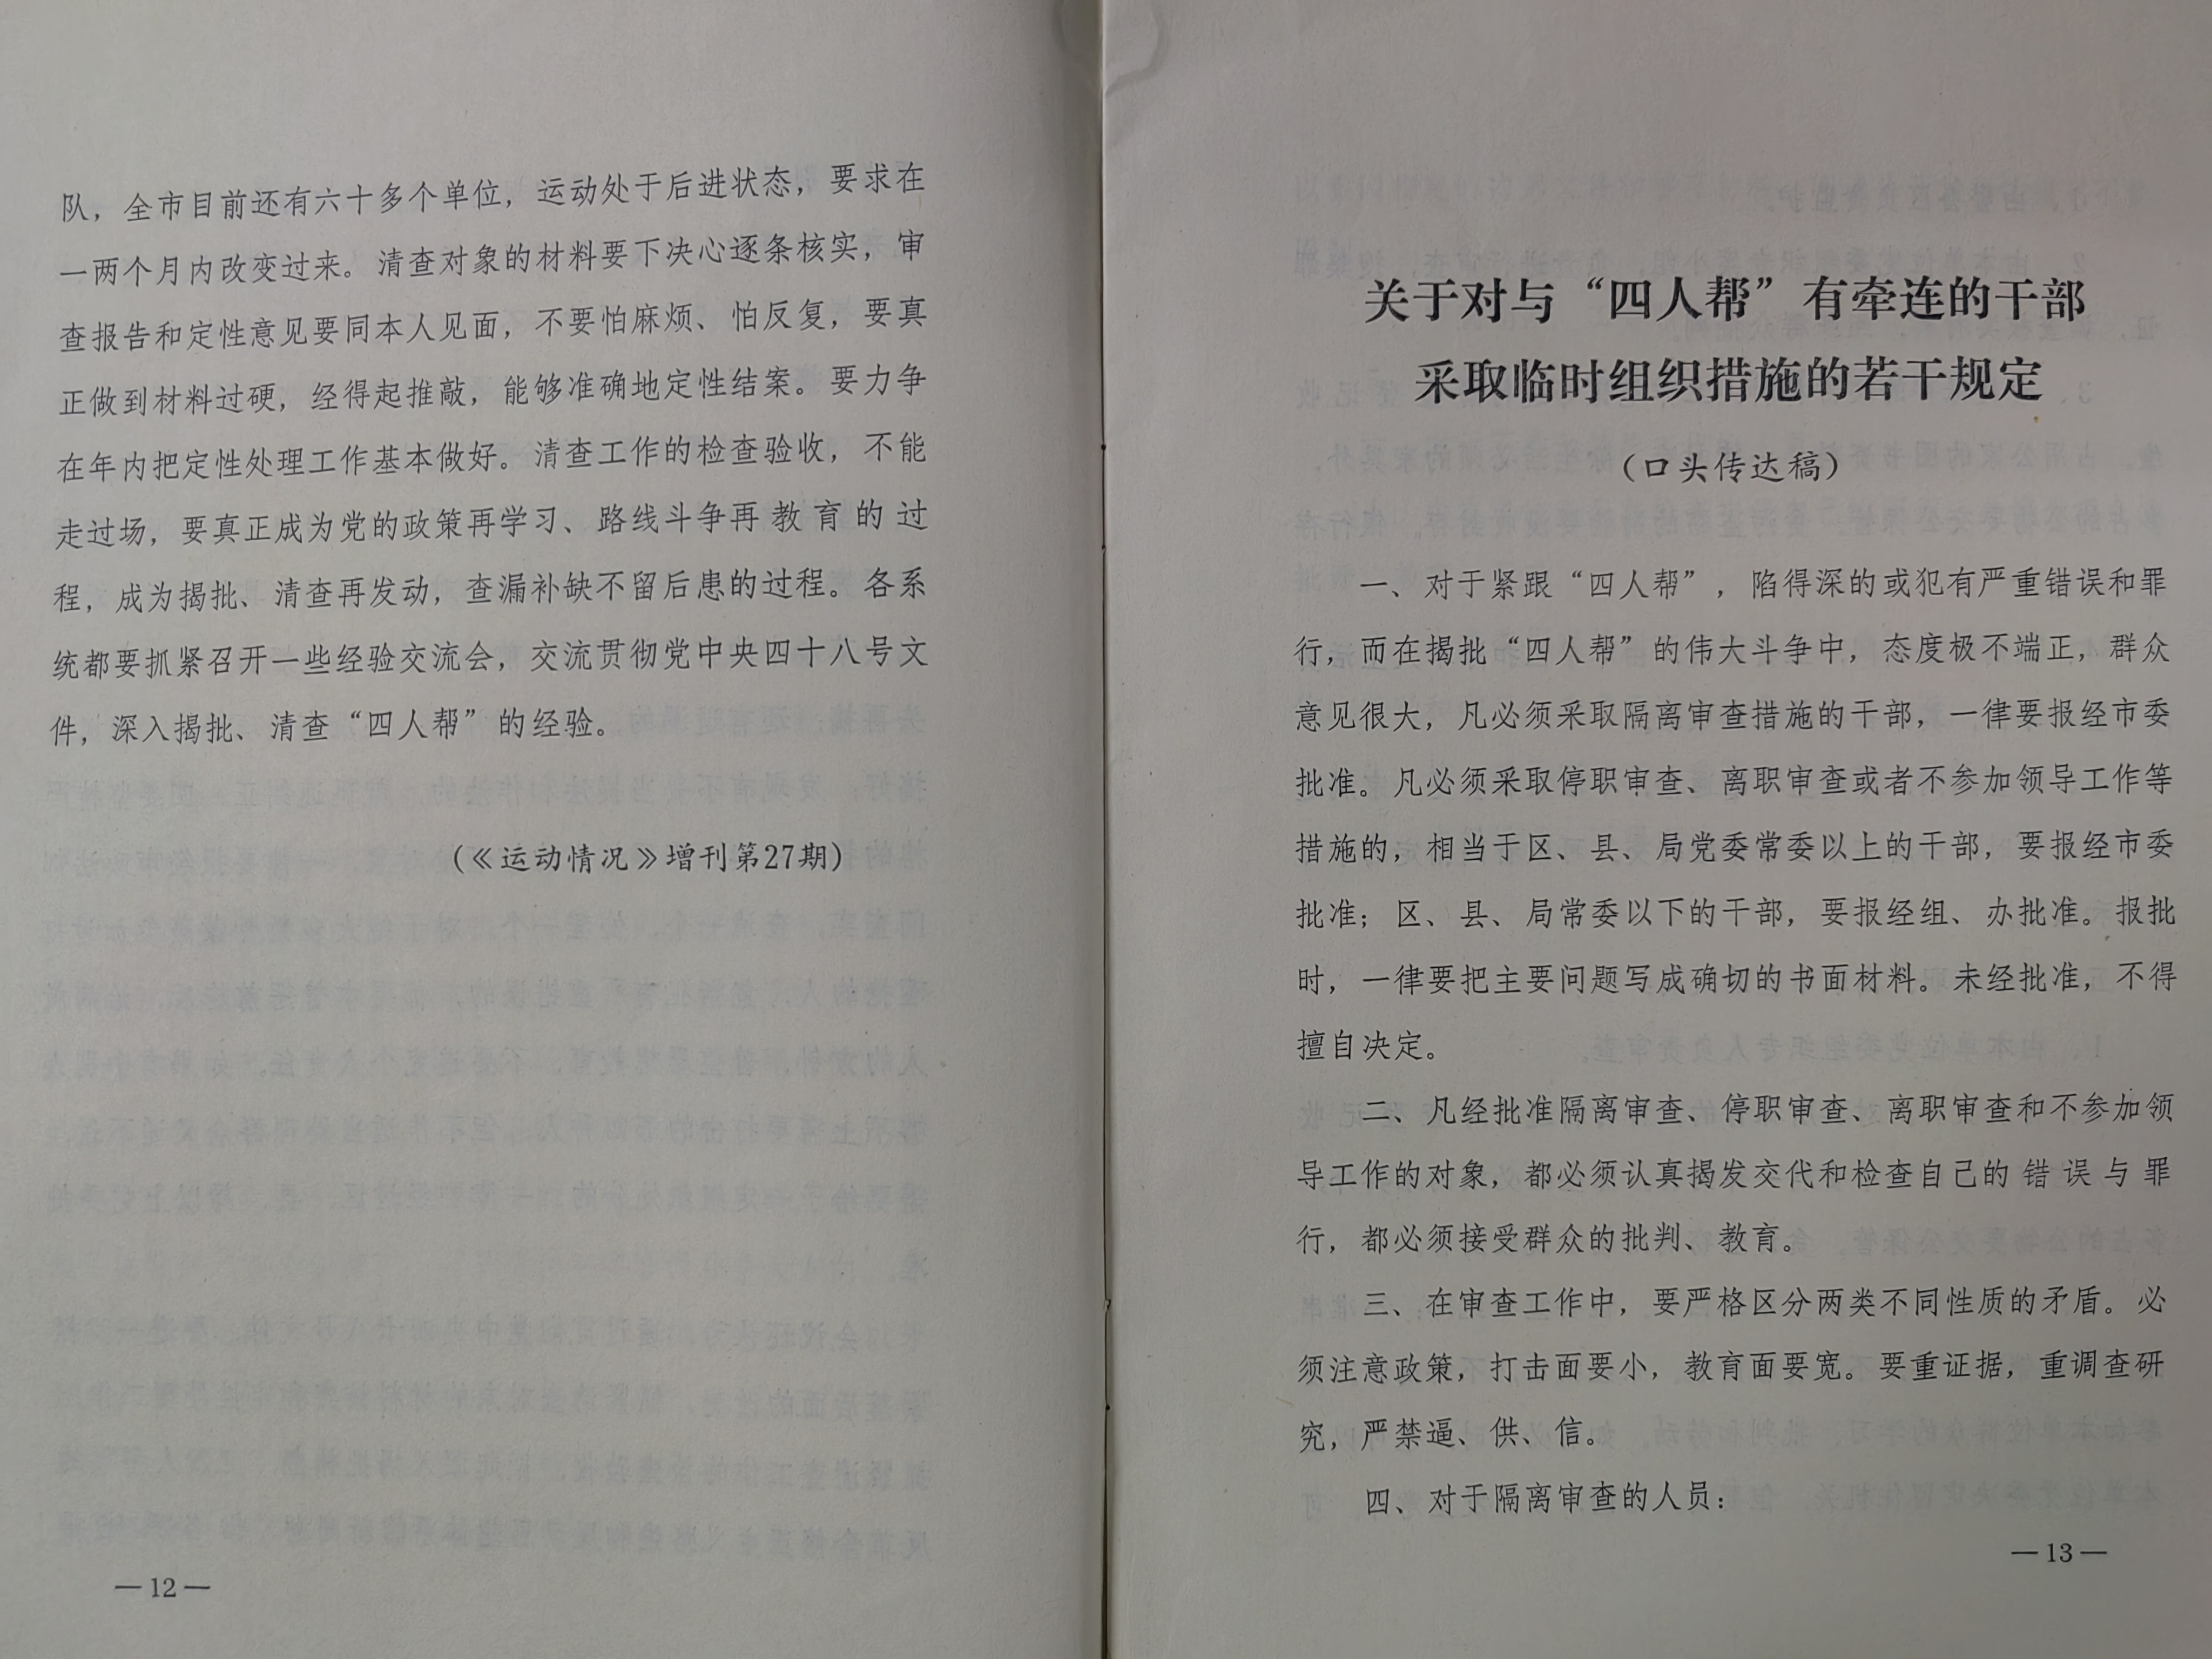 队，全市目前还有六十多个单位，运动处于后进状态，要求在
一两个月内改变过来。清查对象的材料要下决心逐条核实，审
查报告和定性意见要同本人见面，不要怕麻烦、怕反复，要真
正做到材料过硬，经得起推敲，能够准确地定性结案。要力争
在年内把定性处理工作基本做好。清查工作的检查验收，不能
走过场，要真正成为党的政策再学习、路线斗争再教育的过
程，成为揭批、清查再发动，查漏补缺不留后患的过程。各系
统都要抓紧召开一些经验交流会，交流贯彻党中央四十八号文
件，深入揭批、清查“四人帮”的经验。
（《运动情况》增刊第27期）
—12—
关于对与“四人帮”有牵连的干部
采取临时组织措施的若干规定
（口头传达稿）
一、对于紧跟“四人帮”，陷得深的或犯有严重错误和罪
行，而在揭批“四人帮”的伟大斗争中，态度极不端正，群众
意见很大，凡必须采取隔离审查措施的干部，一律要报经市委
批准。凡必须采取停职审查、离职审查或者不参加领导工作等
措施的，相当于区、县、局党委常委以上的干部，要报经市委
批准；区、县、局常委以下的干部，要报经组、办批准。报批
时，一律要把主要问题写成确切的书面材料。未经批准，不得
擅自决定。
二、凡经批准隔离审查、停职审查、离职审查和不参加领
导工作的对象，都必须认真揭发交代和检查自己的错误与罪
行，都必须接受群众的批判、教育。
三、在审查工作中，要严格区分两类不同性质的矛盾。必
须注意政策，打击面要小，教育面要宽。要重证据，重调查研
究，严禁逼、供、信。
四、对于隔离审查的人员：
—13—